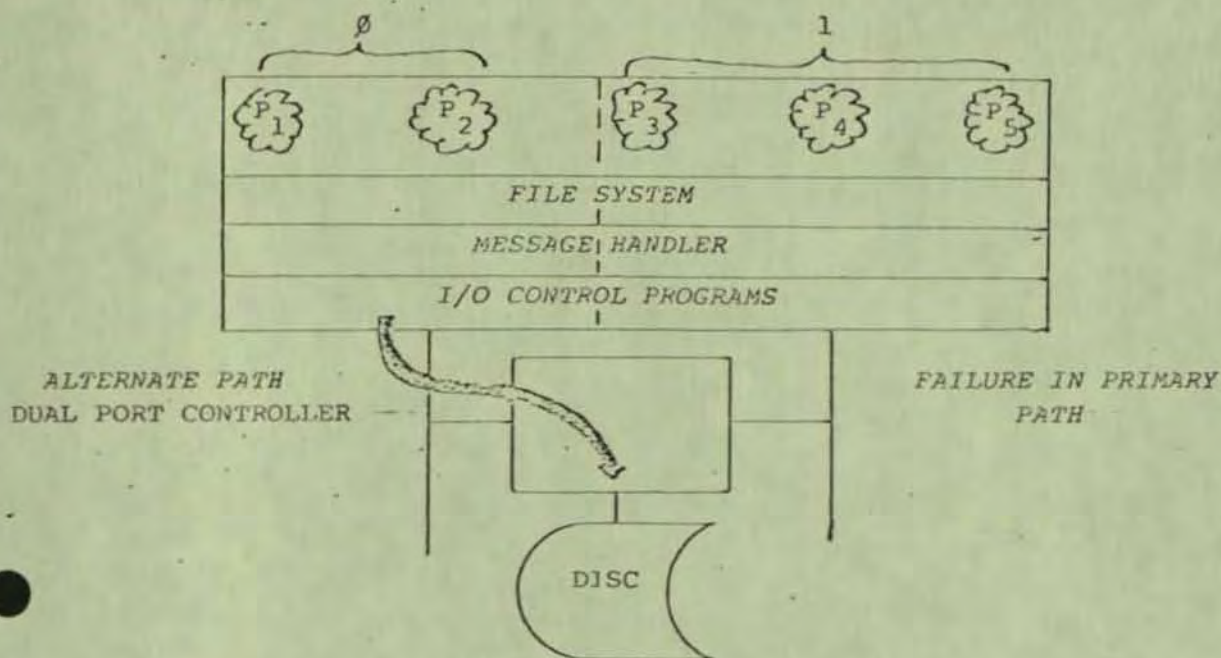 Ø 1
P1 P2 P3 P4 P5
FILE SYSTEM
MESSAGE HANDLER
I/O CONTROL PROGRAMS
ALTERNATE PATH
DUAL PORT CONTROLLER
FAILURE IN PRIMARY
PATH
DISC